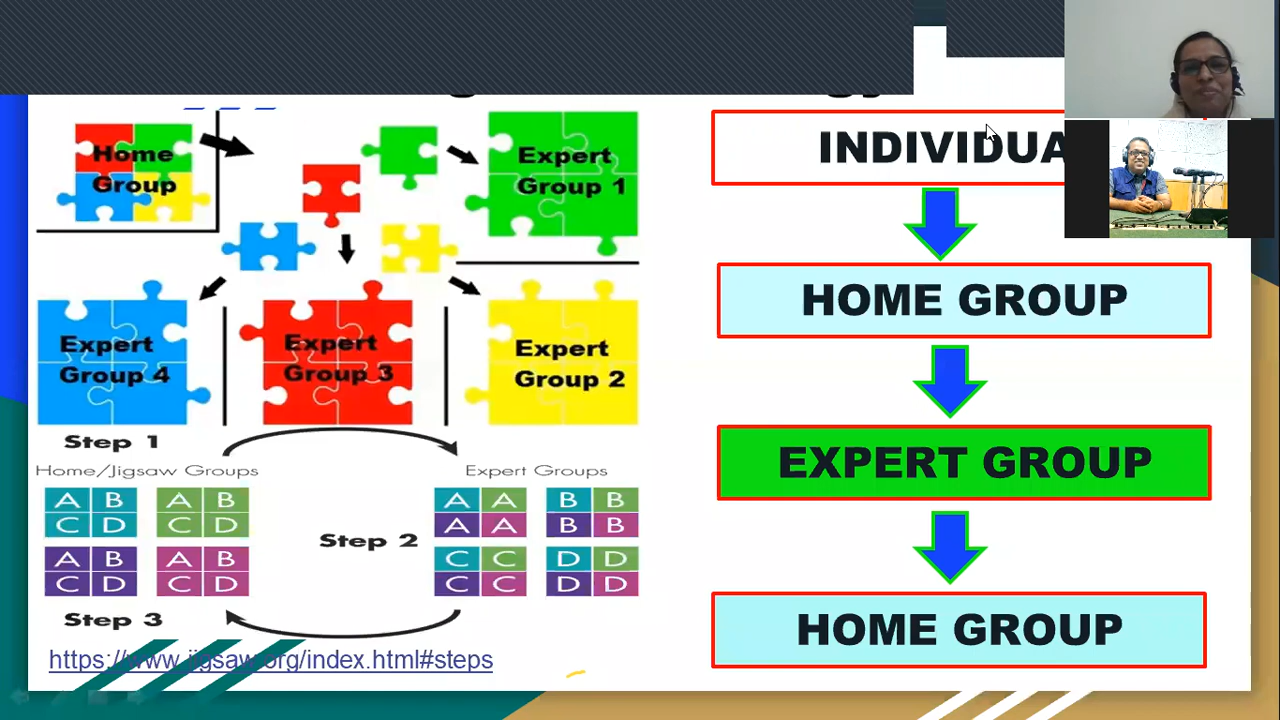 Home
Group
Expert
Group 1
Expert
Group 4
Expert
Group 3
Expert
Group 2
Step 1
Home/Jigsaw Groups
Expert Groups
A B A B
C D C D
A B A B
C D C D
Step 2
A A B B
A A B B
C C D D
C C D D
Step 3
https://www.jigsaw.org/index.html#steps
INDIVIDUA
HOME GROUP
EXPERT GROUP
HOME GROUP